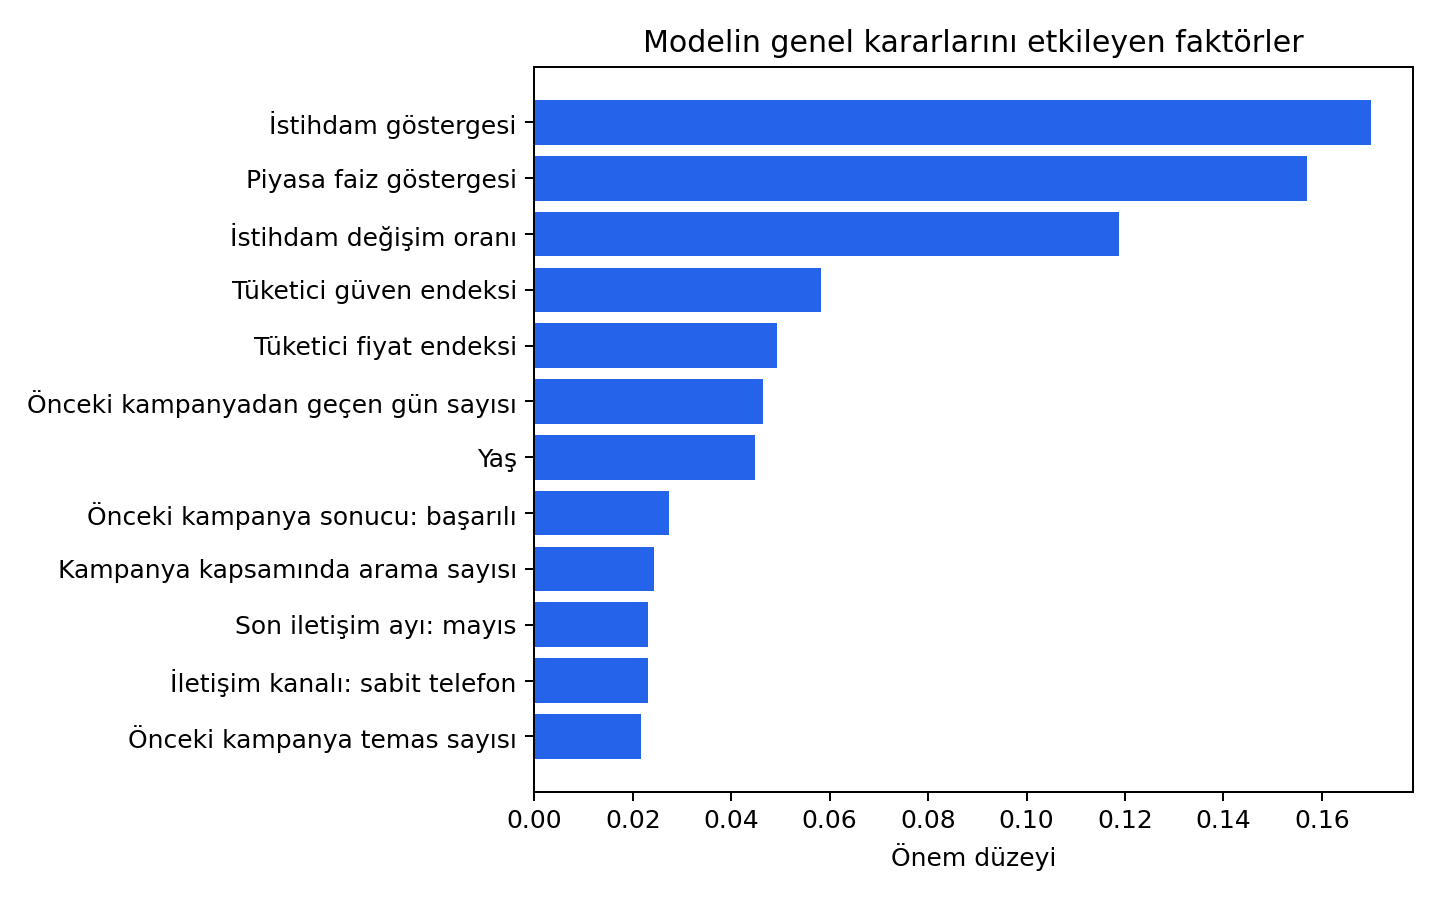 Modelin genel kararlarını etkileyen faktörler
İstihdam göstergesi
Piyasa faiz göstergesi
İstihdam değişim oranı
Tüketici güven endeksi
Tüketici fiyat endeksi
Önceki kampanyadan geçen gün sayısı
Yaş
Önceki kampanya sonucu: başarılı
Kampanya kapsamında arama sayısı
Son iletişim ayı: mayıs
İletişim kanalı: sabit telefon
Önceki kampanya temas sayısı
0.00 0.02 0.04 0.06 0.08 0.10 0.12 0.14 0.16
Önem düzeyi